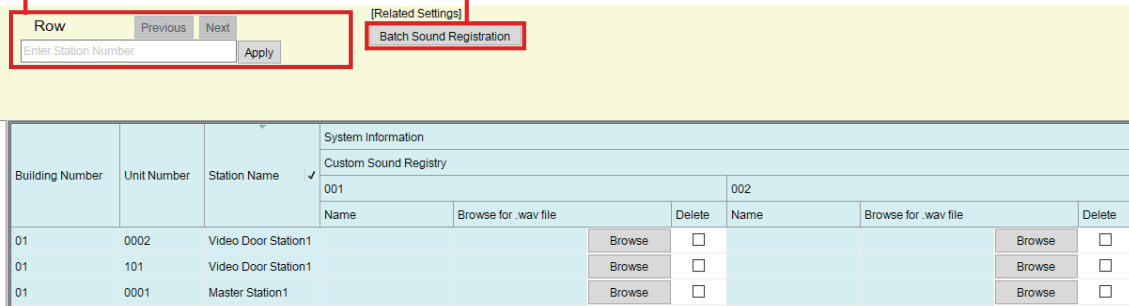 [Related Settings]
Row Previous Next
Batch Sound Registration
Enter Station Number Apply
System Information
Custom Sound Registry
Building Number Unit Number Station Name
001 002
Name Browse for .wav file Delete Name Browse for .wav file Delete
01 0002 Video Door Station1 Browse Browse
01 101 Video Door Station1 Browse Browse
01 0001 Master Station1 Browse Browse